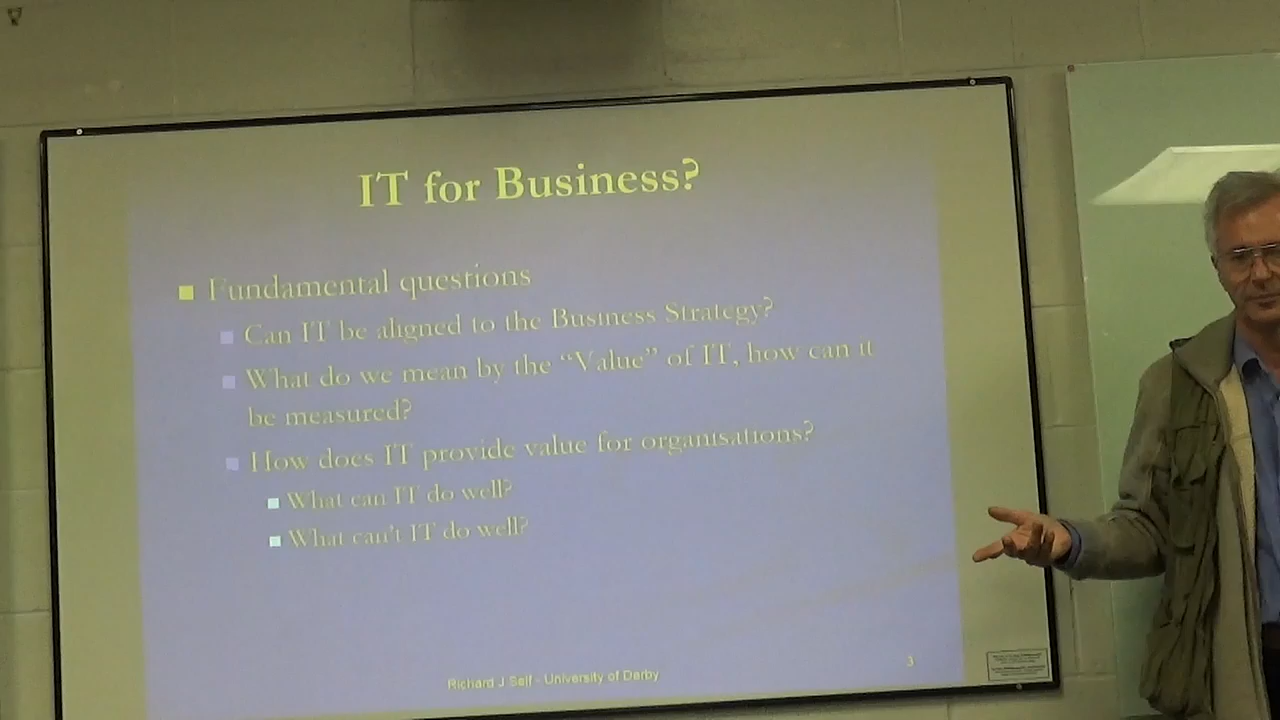 IT for Business?
Fundamental questions
Can IT be aligned to the Business Strategy?
What do we mean by the “Value” of IT, how can it
be measured?
How does IT provide value for organisations?
What can IT do well?
What can't IT do well?
Richard J Self - University of Derby
3